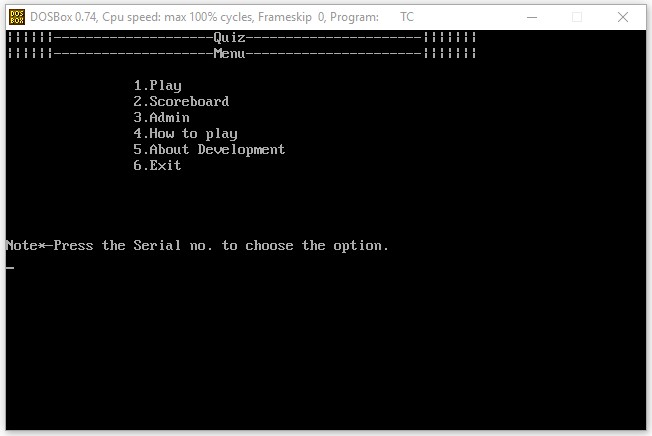 DOS BOX DOSBox 0.74, Cpu speed: max 100% cycles, Frameskip 0, Program: TC
¦¦¦¦¦¦--------------------Quiz----------------------¦¦¦¦¦¦¦
¦¦¦¦¦¦--------------------Menu----------------------¦¦¦¦¦¦¦
1.Play
2.Scoreboard
3.Admin
4.How to play
5.About Development
6.Exit
Note*-Press the Serial no. to choose the option.
_